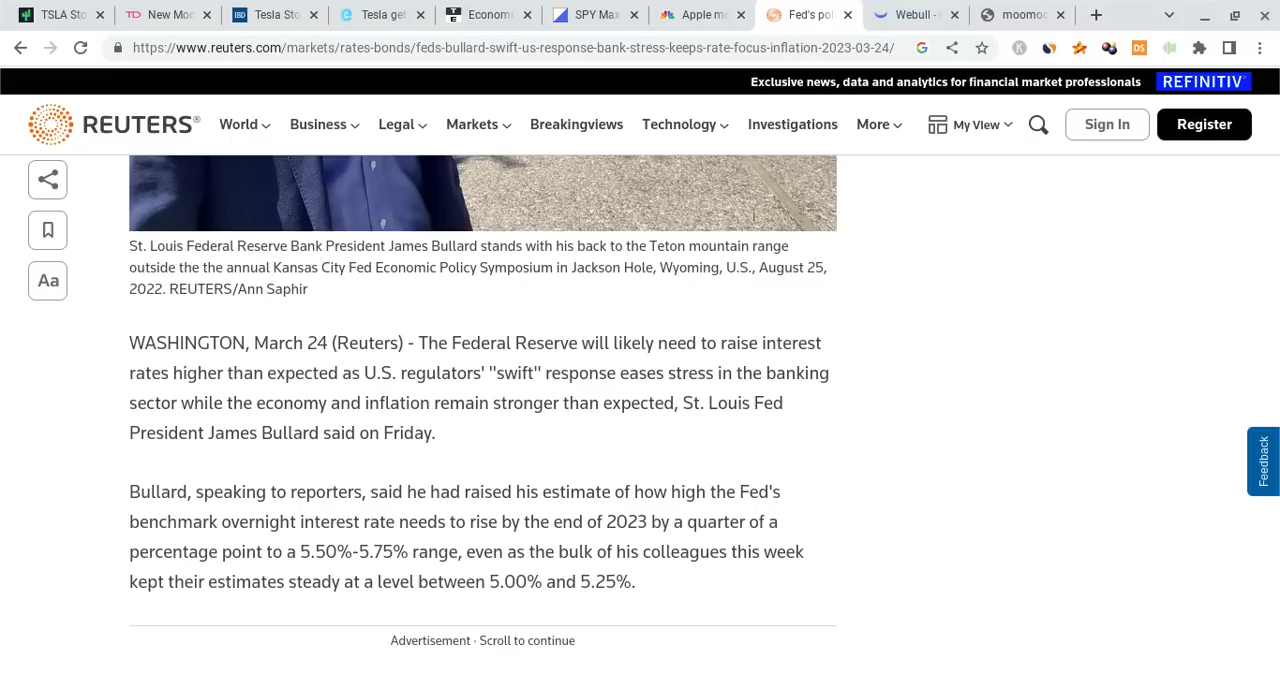 TSLA Sto
New Mo
Tesla Sto
Tesla get
Econom
SPY Max
Apple mo
Fed's pol
Webull -
moomoo
https://www.reuters.com/markets/rates-bonds/feds-bullard-swift-us-response-bank-stress-keeps-rate-focus-inflation-2023-03-24/
Exclusive news, data and analytics for financial market professionals REFINITIV
REUTERS® World Business Legal Markets Breakingviews Technology Investigations More My View Sign In Register
St. Louis Federal Reserve Bank President James Bullard stands with his back to the Teton mountain range
outside the the annual Kansas City Fed Economic Policy Symposium in Jackson Hole, Wyoming, U.S., August 25,
2022. REUTERS/Ann Saphir
Aa
WASHINGTON, March 24 (Reuters) - The Federal Reserve will likely need to raise interest
rates higher than expected as U.S. regulators' "swift" response eases stress in the banking
sector while the economy and inflation remain stronger than expected, St. Louis Fed
President James Bullard said on Friday.
Bullard, speaking to reporters, said he had raised his estimate of how high the Fed's
benchmark overnight interest rate needs to rise by the end of 2023 by a quarter of a
percentage point to a 5.50%-5.75% range, even as the bulk of his colleagues this week
kept their estimates steady at a level between 5.00% and 5.25%.
Feedback
Advertisement · Scroll to continue